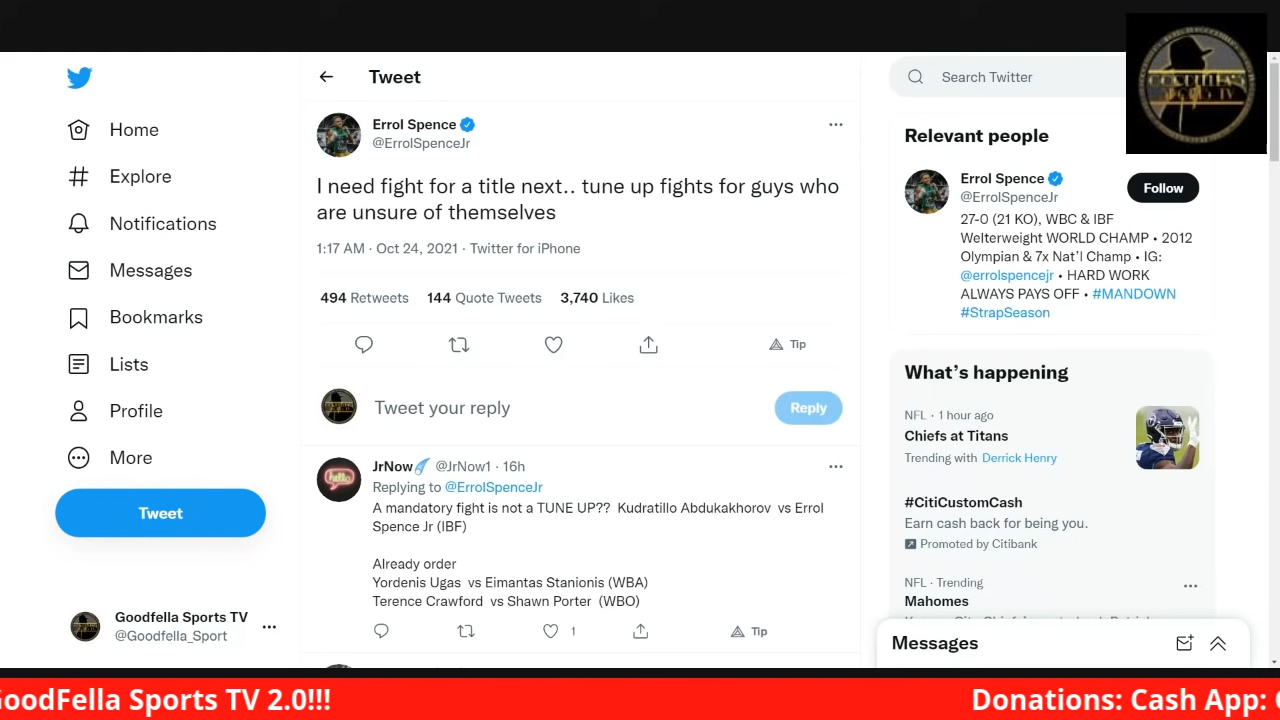 Home
Explore
Notifications
Messages
Bookmarks
Lists
Profile
More
Tweet
Goodfella Sports TV
@Goodfella_Sport
Tweet
Errol Spence
@ErrolSpenceJr
I need fight for a title next.. tune up fights for guys who
are unsure of themselves
1:17 AM · Oct 24, 2021 · Twitter for iPhone
494 Retweets 144 Quote Tweets 3,740 Likes
Tip
Tweet your reply
Reply
JrNow @JrNow1 · 16h
Replying to @ErrolSpenceJr
A mandatory fight is not a TUNE UP?? Kudratillo Abdukakhorov vs Errol
Spence Jr (IBF)
Already order
Yordenis Ugas vs Eimantas Stanionis (WBA)
Terence Crawford vs Shawn Porter (WBO)
1 Tip
Search Twitter
GOODFELLA'S
SPORTS TV
Relevant people
Errol Spence
@ErrolSpenceJr
Follow
27-0 (21 KO), WBC & IBF
Welterweight WORLD CHAMP • 2012
Olympian & 7x Nat'l Champ • IG:
@errolspencejr • HARD WORK
ALWAYS PAYS OFF • #MANDOWN
#StrapSeason
What's happening
NFL · 1 hour ago
Chiefs at Titans
Trending with Derrick Henry
#CitiCustomCash
Earn cash back for being you.
Promoted by Citibank
NFL · Trending
Mahomes
Messages
oodFella Sports TV 2.0!!! Donations: Cash App: